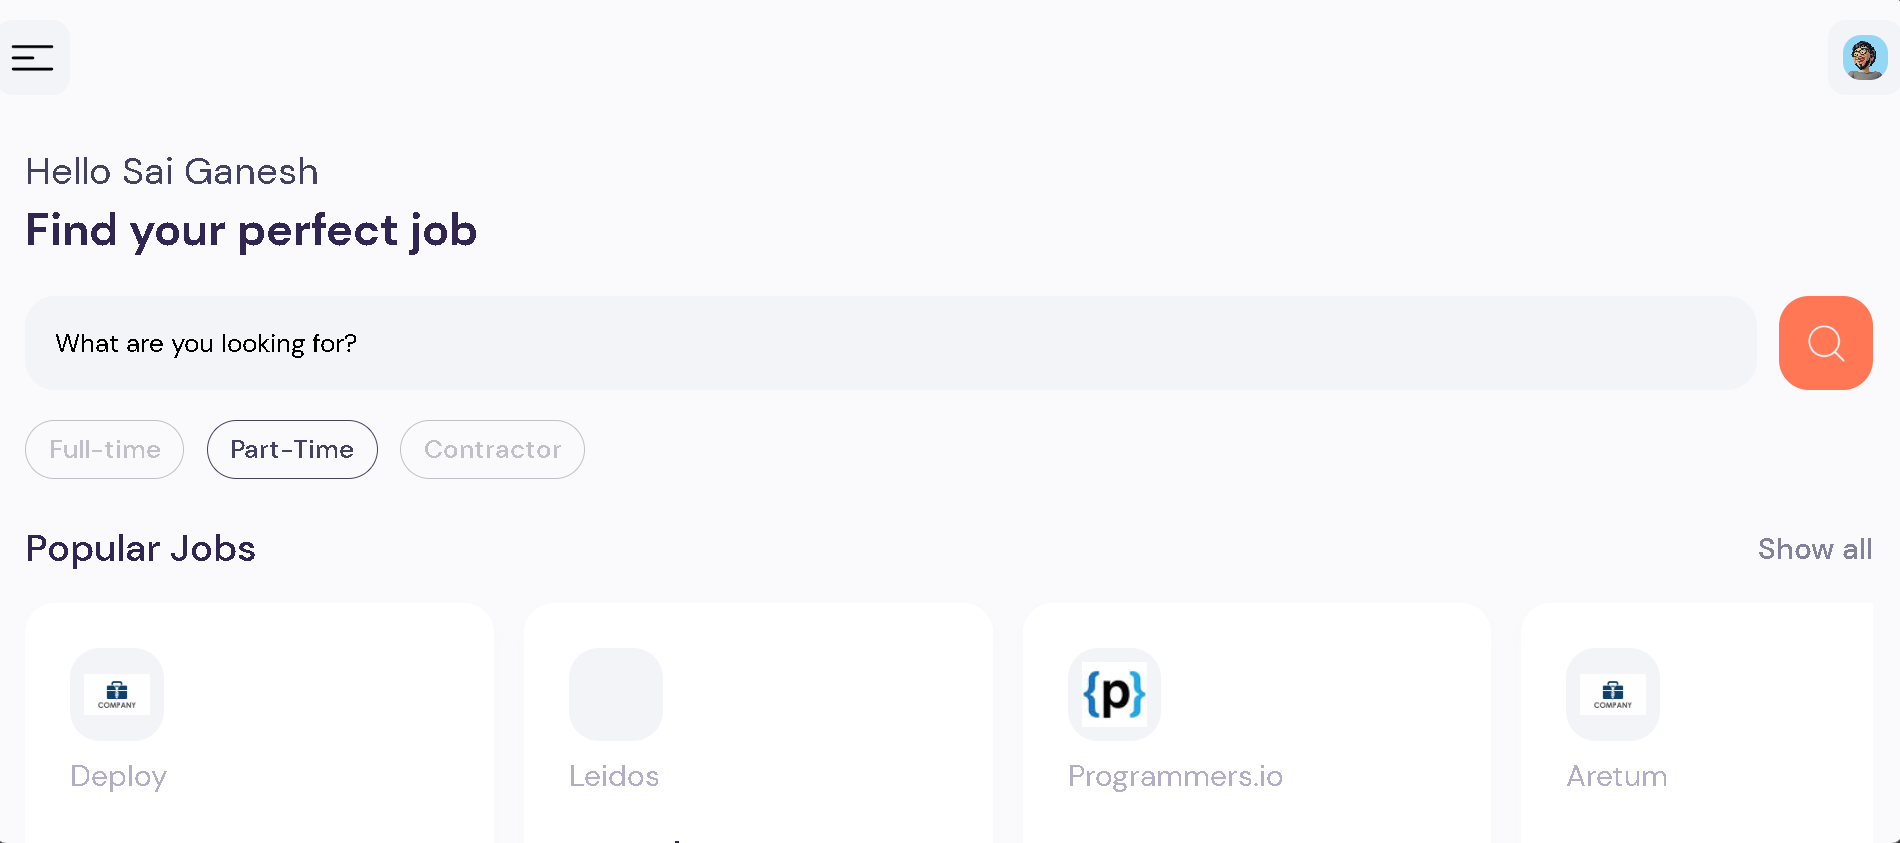 Hello Sai Ganesh
Find your perfect job
What are you looking for?
Full-time
Part-Time
Contractor
Popular Jobs
Show all
COMPANY
{p}
COMPANY
Deploy
Leidos
Programmers.io
Aretum